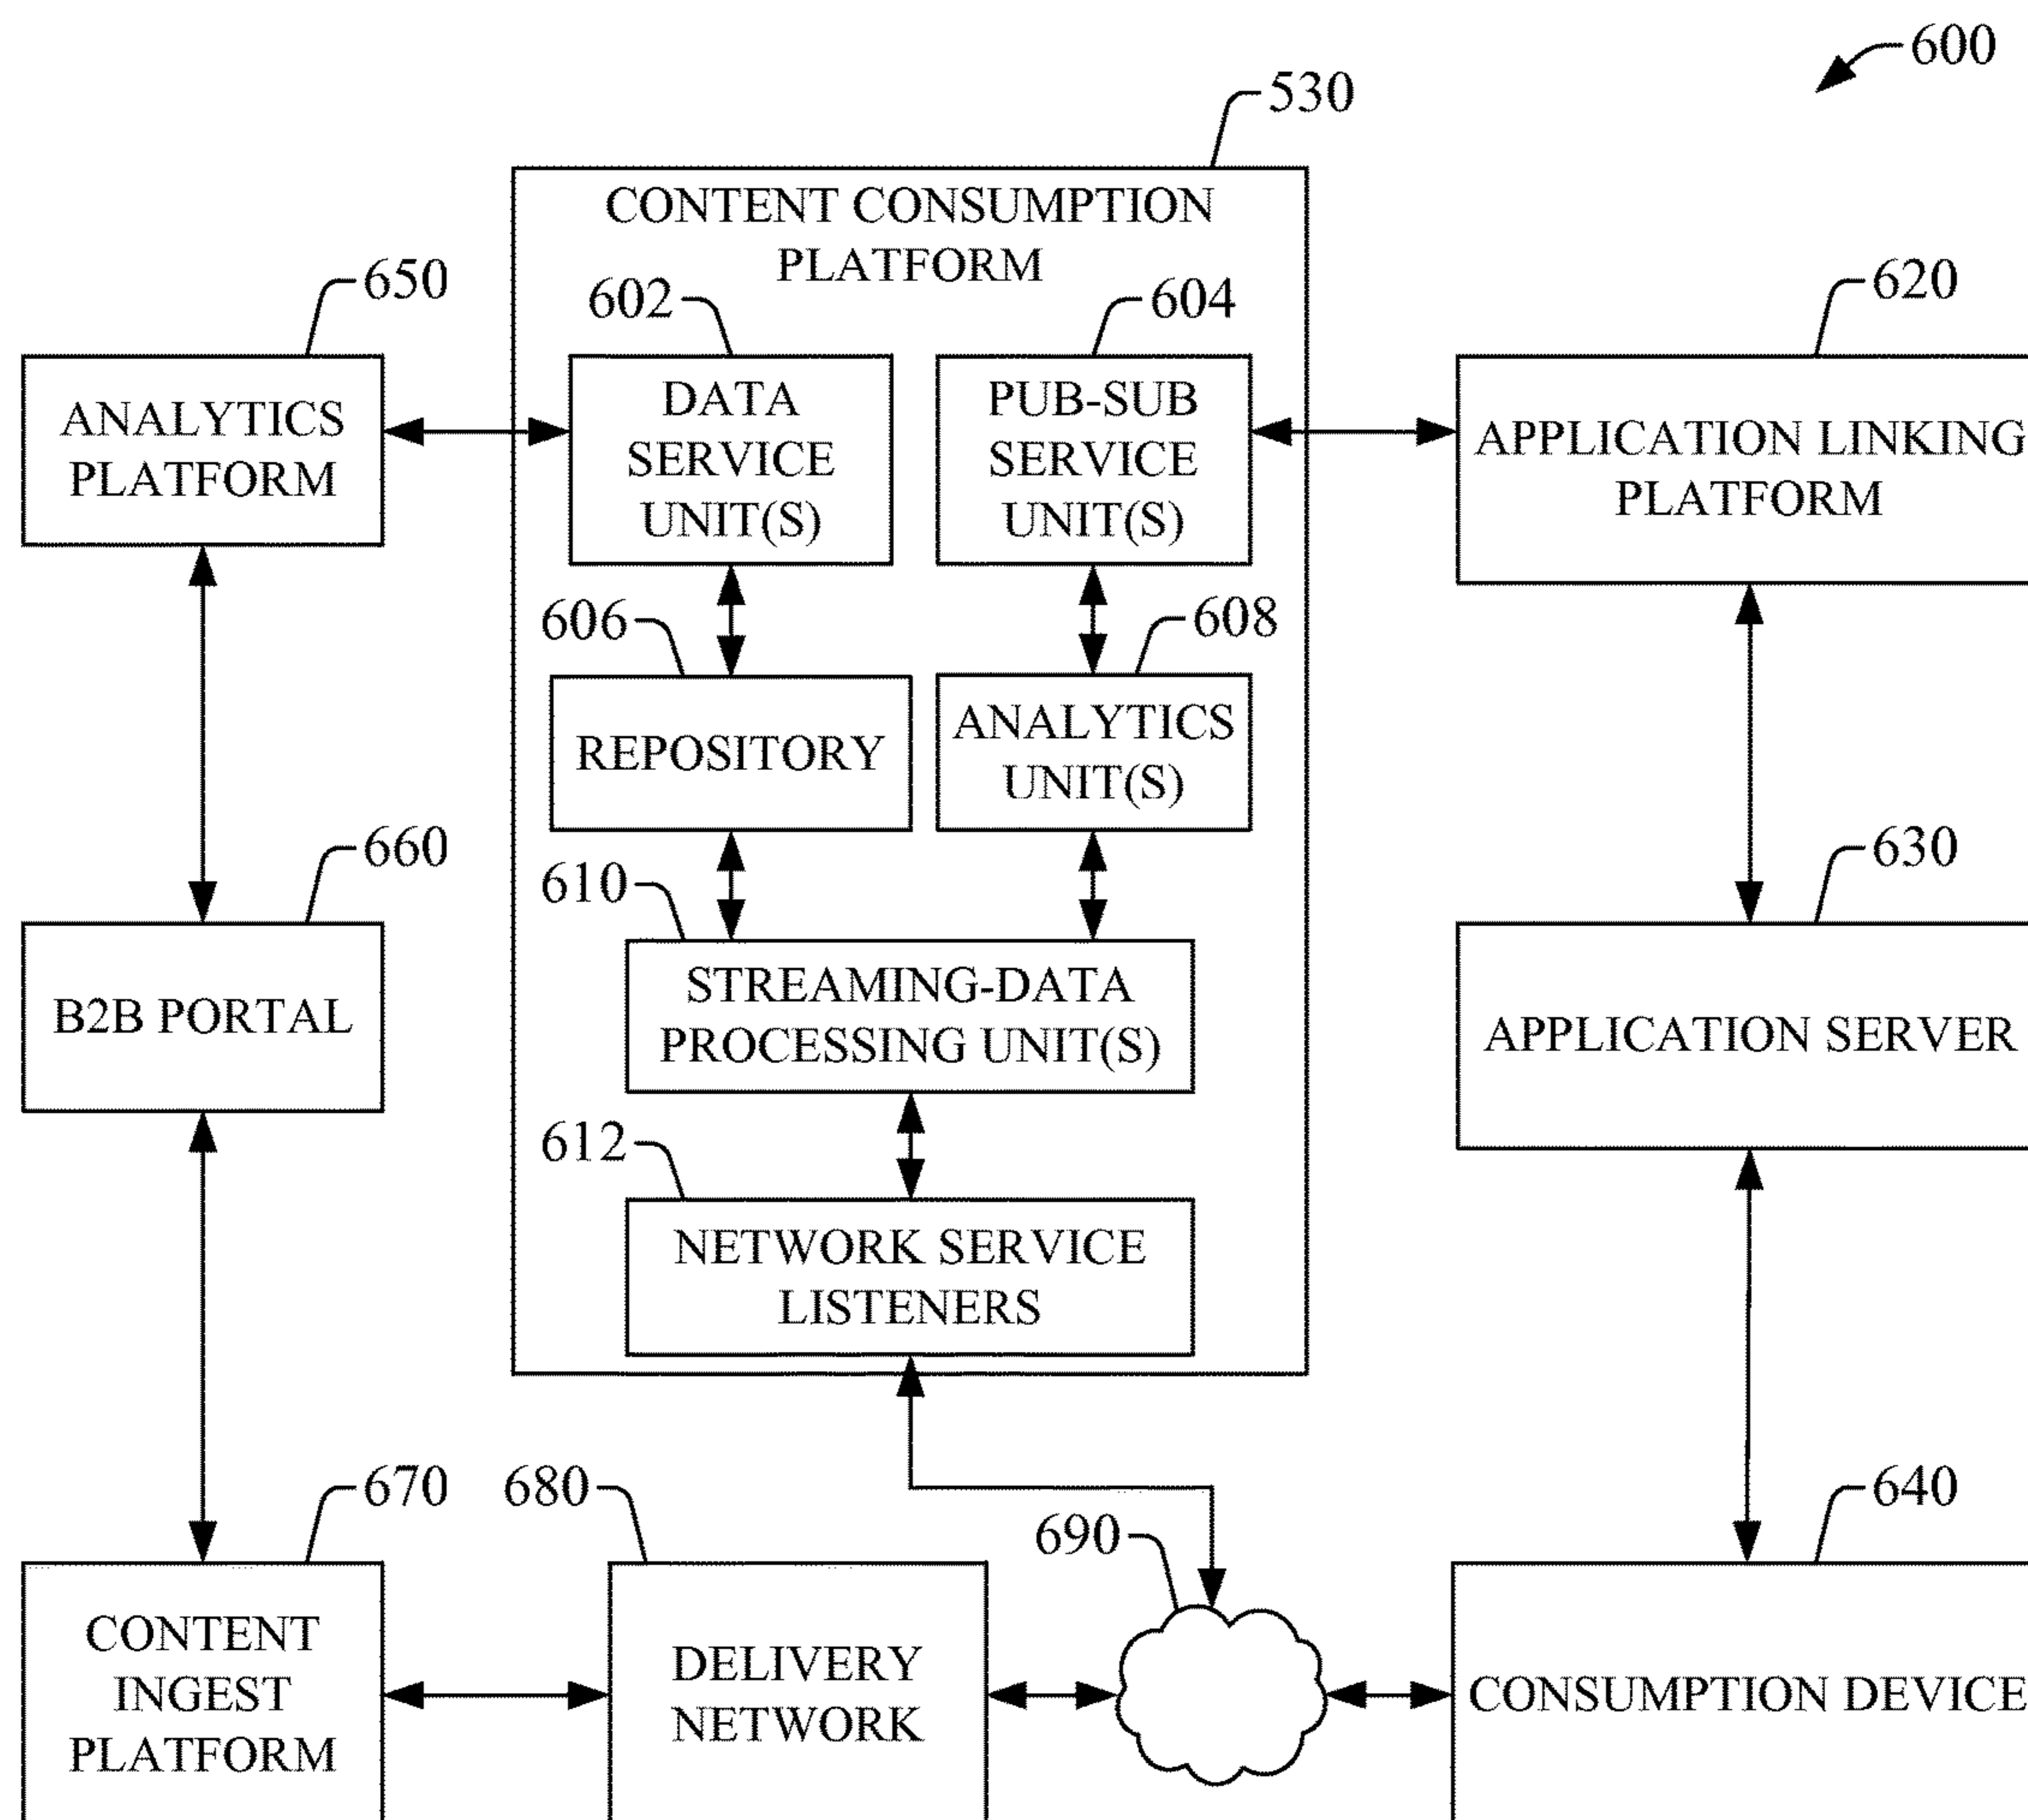 600
530
CONTENT CONSUMPTION
PLATFORM
650
602
604
620
ANALYTICS
PLATFORM
DATA
SERVICE
UNIT(S)
PUB-SUB
SERVICE
UNIT(S)
APPLICATION LINKING
PLATFORM
606
608
REPOSITORY
ANALYTICS
UNIT(S)
660
610
630
B2B PORTAL
STREAMING-DATA
PROCESSING UNIT(S)
APPLICATION SERVER
612
NETWORK SERVICE
LISTENERS
670
680
690
640
CONTENT
INGEST
PLATFORM
DELIVERY
NETWORK
CONSUMPTION DEVICE